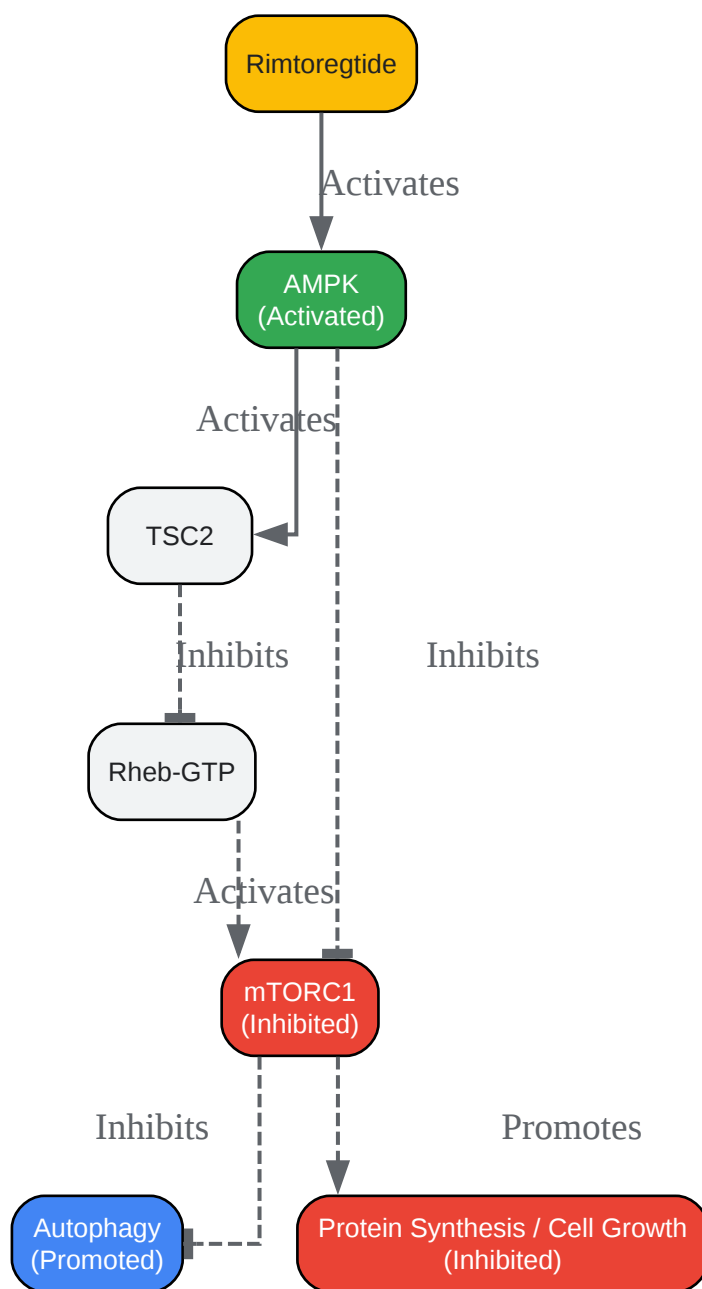 Rimtoregtide
Activates
AMPK
(Activated)
Activates
TSC2
Inhibits
Inhibits
Rheb-GTP
Activates
mTORC1
(Inhibited)
Inhibits
Promotes
Autophagy
(Promoted)
Protein Synthesis / Cell Growth
(Inhibited)